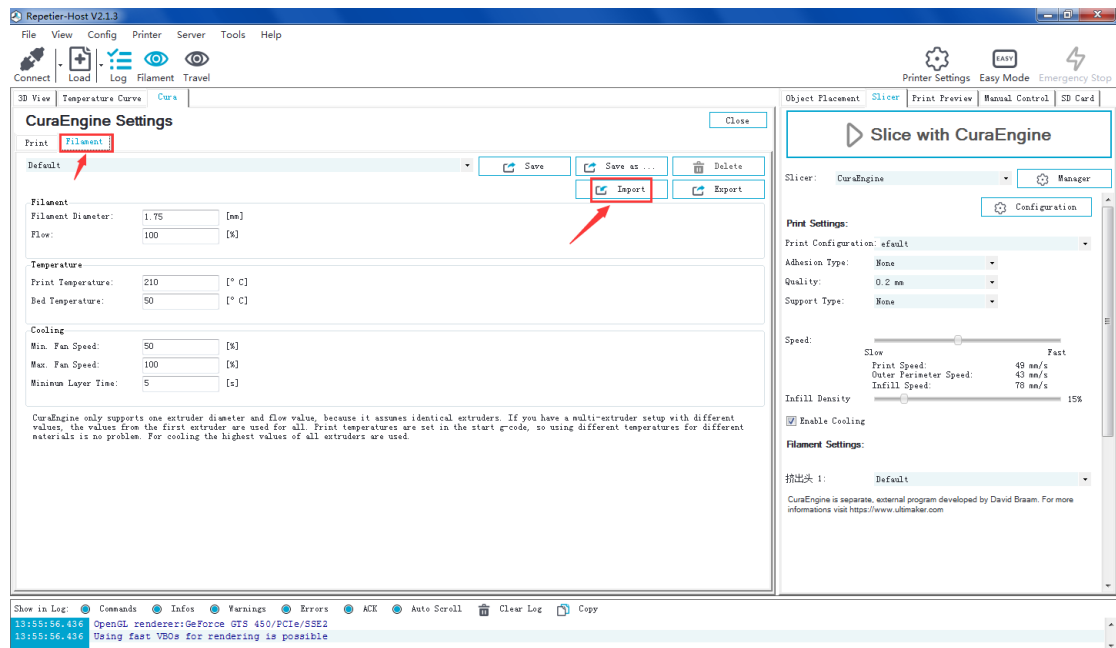 Repetier-Host V2.1.3
File View Config Printer Server Tools Help
Connect Load Log Filament Travel
Printer Settings EASY Easy Mode Emergency Stop
3D View Temperature Curve Cura
CuraEngine Settings
Close
Print Filament
Default
Save Save as ... Delete
Import Export
Filament
Filament Diameter: 1.75 [mm]
Flow: 100 [%]
Temperature
Print Temperature: 210 [° C]
Bed Temperature: 50 [° C]
Cooling
Min. Fan Speed: 50 [%]
Max. Fan Speed: 100 [%]
Minimum Layer Time: 5 [s]
CuraEngine only supports one extruder diameter and flow value, because it assumes identical extruders. If you have a multi-extruder setup with different
values, the values from the first extruder are used for all. Print temperatures are set in the start g-code, so using different temperatures for different
materials is no problem. For cooling the highest values of all extruders are used.
Object Placement Slicer Print Preview Manual Control SD Card
Slice with CuraEngine
Slicer: CuraEngine Manager
Configuration
Print Settings:
Print Configuration: efault
Adhesion Type: None
Quality: 0.2 mm
Support Type: None
Speed:
Slow Fast
Print Speed: 49 mm/s
Outer Perimeter Speed: 43 mm/s
Infill Speed: 78 mm/s
Infill Density 15%
Enable Cooling
Filament Settings:
挤出头 1: Default
CuraEngine is separate, external program developed by David Braam. For more
informations visit https://www.ultimaker.com
Show in Log: Commands Infos Warnings Errors ACK Auto Scroll Clear Log Copy
13:55:56.436 OpenGL renderer:GeForce GTS 450/PCIe/SSE2
13:55:56.436 Using fast VBOs for rendering is possible